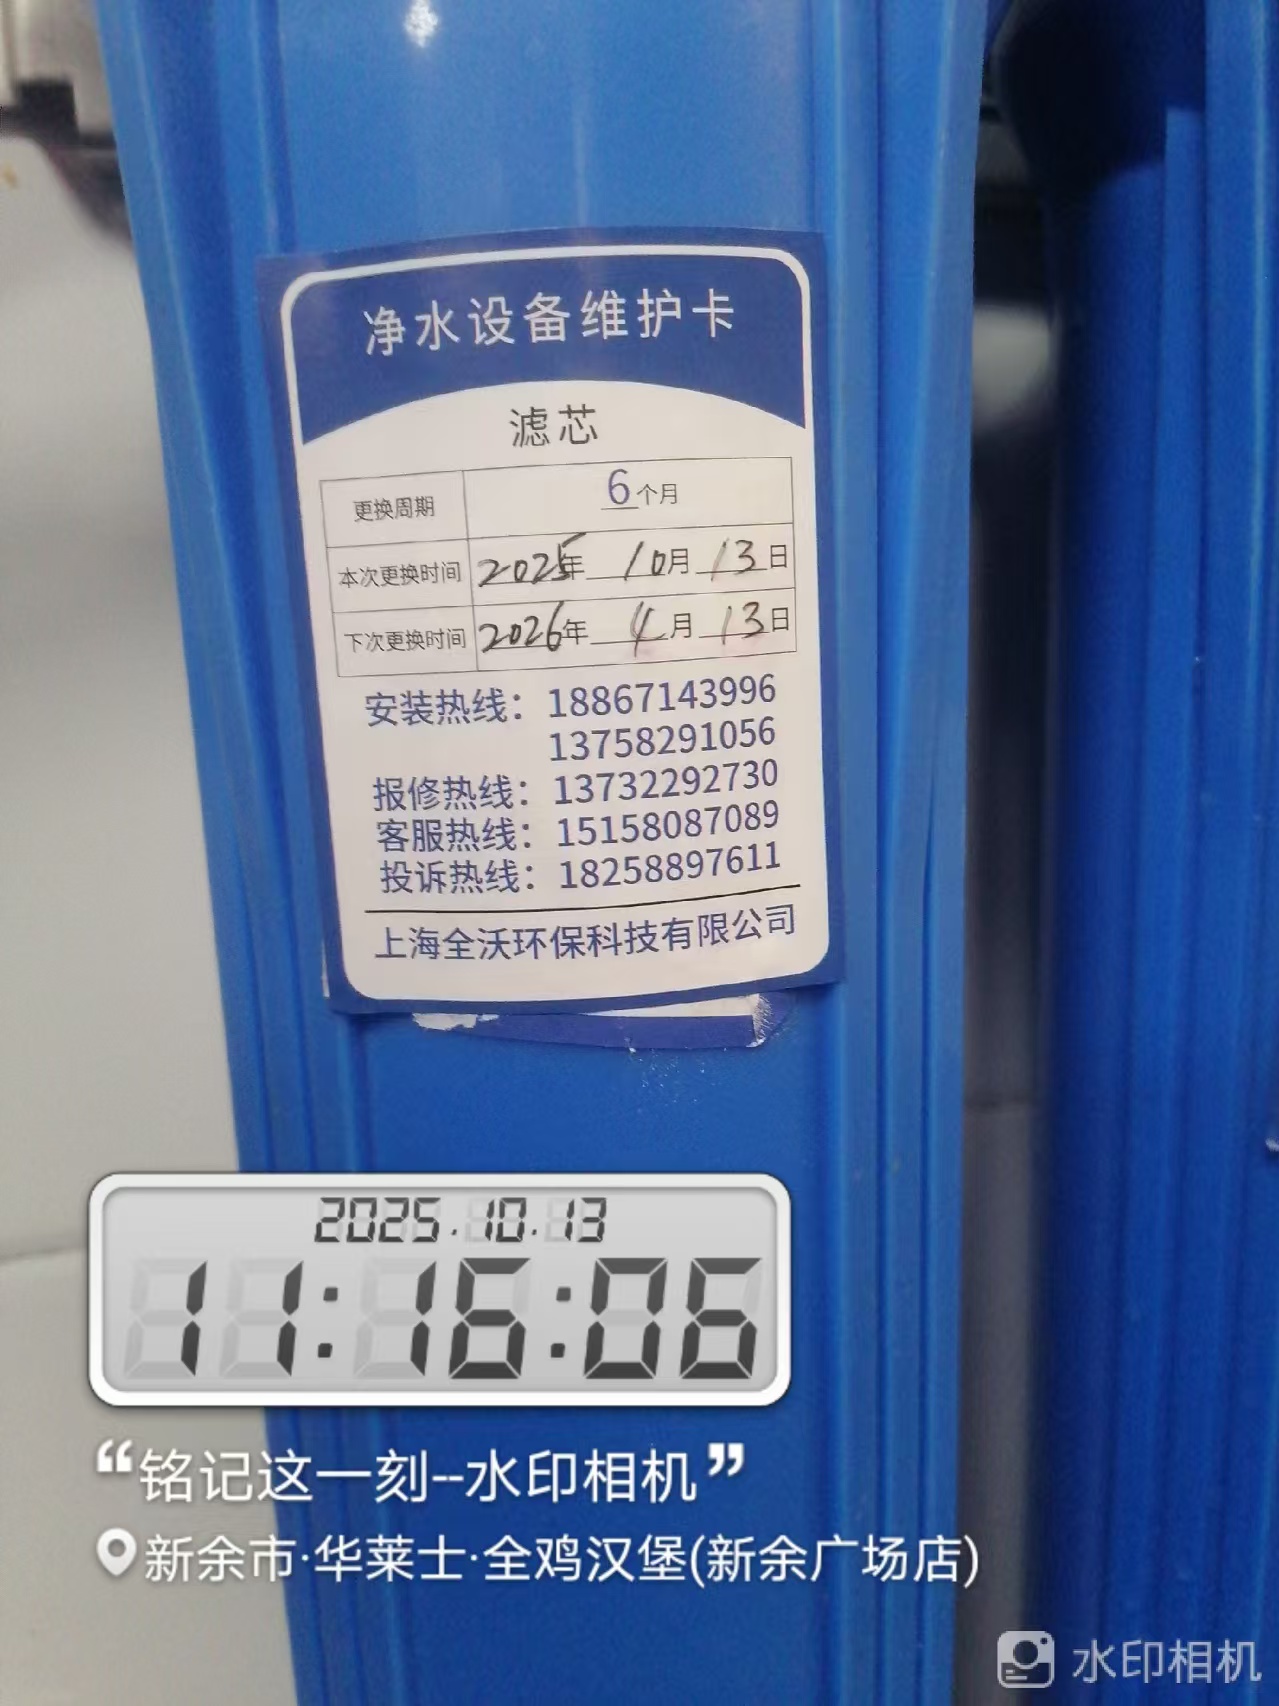 净水设备维护卡
滤芯
更换周期 6个月
本次更换时间 2025年 10月 13日
下次更换时间 2026年 4月 13日
安装热线：18867143996
13758291056
报修热线：13732292730
客服热线：15158087089
投诉热线：18258897611
上海全沃环保科技有限公司
2025.10.13
11:16:06
“铭记这一刻--水印相机”
新余市·华莱士·全鸡汉堡(新余广场店)
水印相机